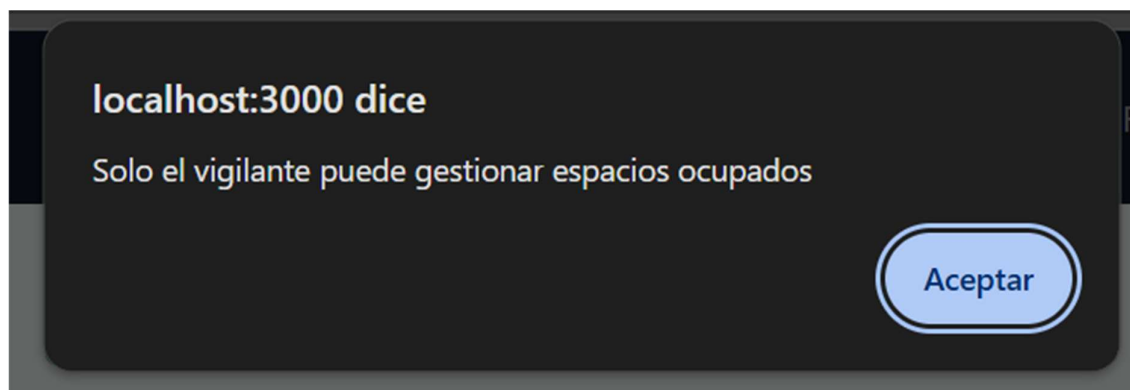 localhost:3000 dice
Solo el vigilante puede gestionar espacios ocupados
Aceptar